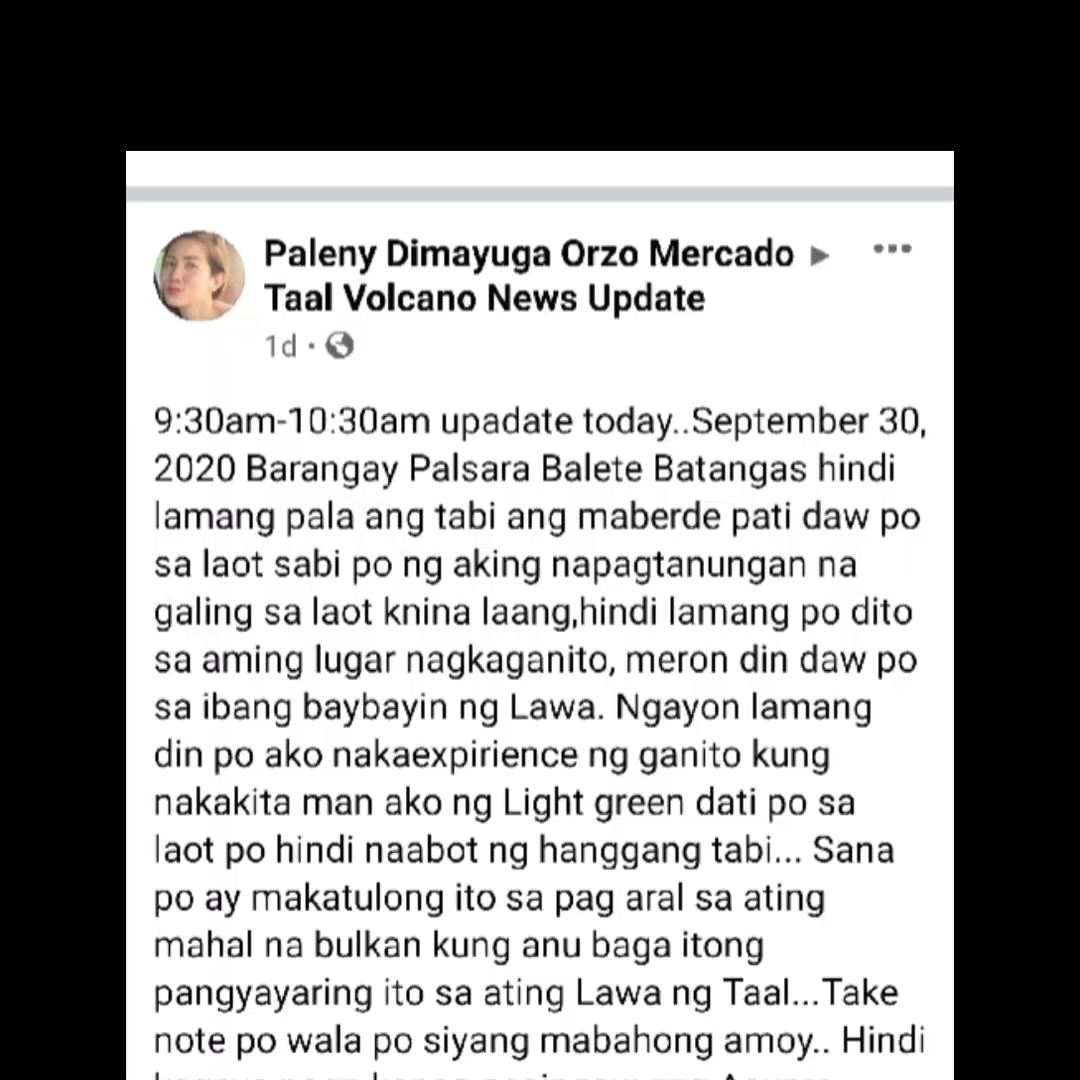 Paleny Dimayuga Orzo Mercado ▶ •••
Taal Volcano News Update
1d ·
9:30am-10:30am upadate today..September 30,
2020 Barangay Palsara Balete Batangas hindi
lamang pala ang tabi ang maberde pati daw po
sa laot sabi po ng aking napagtanungan na
galing sa laot knina laang,hindi lamang po dito
sa aming lugar nagkaganito, meron din daw po
sa ibang baybayin ng Lawa. Ngayon lamang
din po ako nakaexpirience ng ganito kung
nakakita man ako ng Light green dati po sa
laot po hindi naabot ng hanggang tabi... Sana
po ay makatulong ito sa pag aral sa ating
mahal na bulkan kung anu baga itong
pangyayaring ito sa ating Lawa ng Taal...Take
note po wala po siyang mabahong amoy.. Hindi